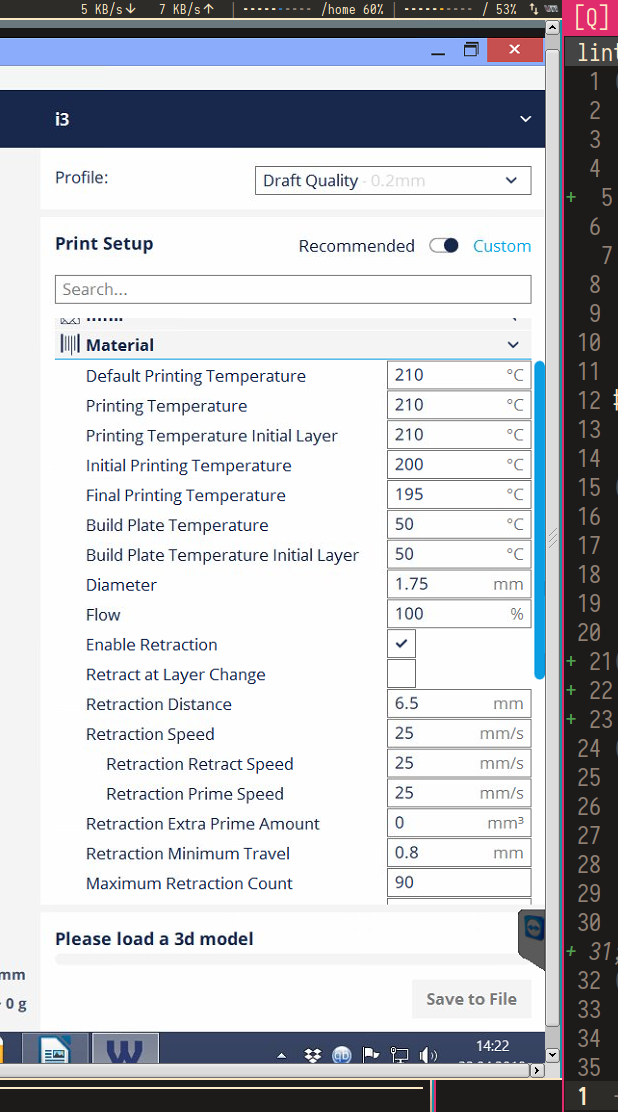 5 KB/s↓ 7 KB/s↑ | ---------- /home 60% | ---------- / 53%
[Q]
i3
lint
Profile:
Draft Quality - 0.2mm
Print Setup
Recommended
Custom
Search...
Material
Default Printing Temperature 210 °C
Printing Temperature 210 °C
Printing Temperature Initial Layer 210 °C
Initial Printing Temperature 200 °C
Final Printing Temperature 195 °C
Build Plate Temperature 50 °C
Build Plate Temperature Initial Layer 50 °C
Diameter 1.75 mm
Flow 100 %
Enable Retraction
Retract at Layer Change
Retraction Distance 6.5 mm
Retraction Speed 25 mm/s
Retraction Retract Speed 25 mm/s
Retraction Prime Speed 25 mm/s
Retraction Extra Prime Amount 0 mm³
Retraction Minimum Travel 0.8 mm
Maximum Retraction Count 90
Please load a 3d model
mm
0 g
Save to File
W
qb
14:22
1
2
3
4
+ 5
6
7
8
9
10
11
12 #
13
14
15
16
17
18
19
20
+ 21
+ 22
+ 23
24
25
26
27
28
29
30
+ 31
32
33
34
35
1